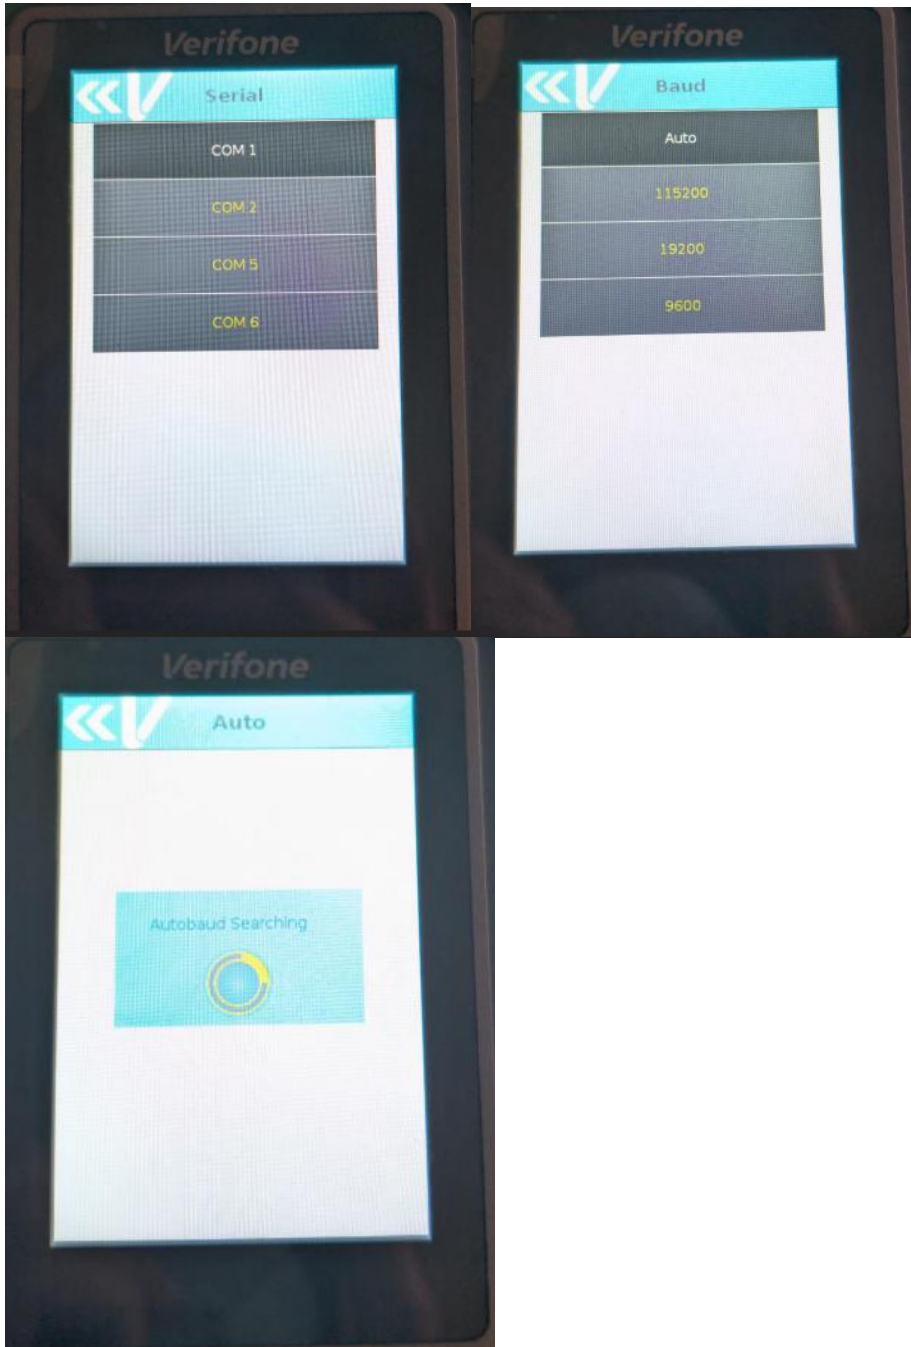 Verifone
Serial
COM 1
COM 2
COM 5
COM 6
Verifone
Baud
Auto
115200
19200
9600
Verifone
Auto
Autobaud Searching